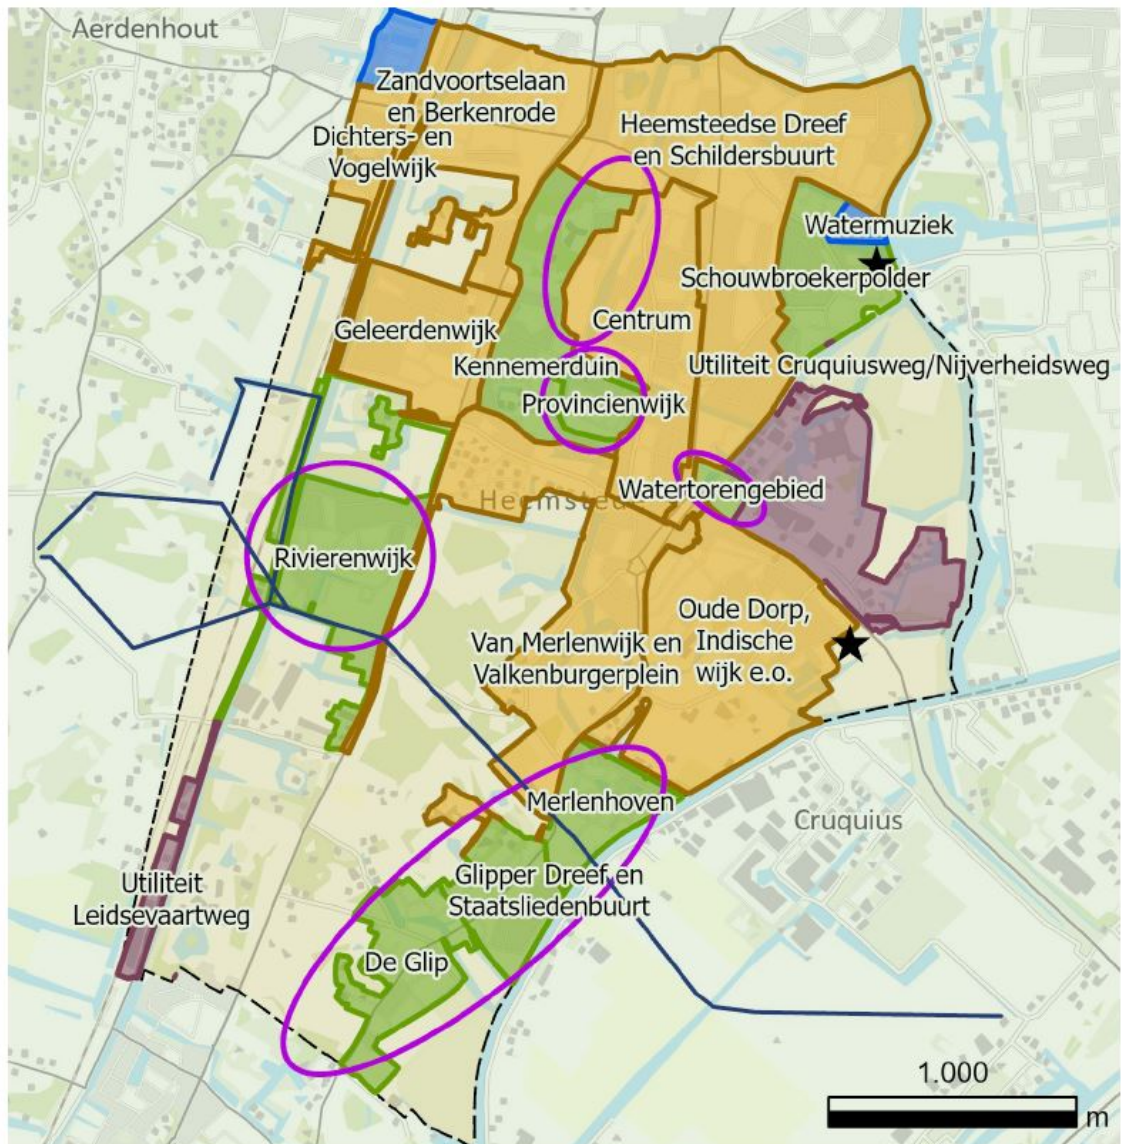 Aerdenhout
Zandvoortselaan
en Berkenrode
Dichters- en
Vogelwijk
Heemsteedse Dreef
en Schildersbuurt
Watermuziek
Schouwbroekerpolder
Centrum
Geleerdenwijk
Kennemerduin
Utiliteit Cruquiusweg/Nijverheidsweg
Provincienwijk
Watertorengebied
Heemstede
Rivierenwijk
Oude Dorp,
Indische
wijk e.o.
Van Merlenwijk en
Valkenburgerplein
Merlenhoven
Cruquius
Glipper Dreef en
Staatsliedenbuurt
Utiliteit
Leidsevaartweg
De Glip
1.000
m